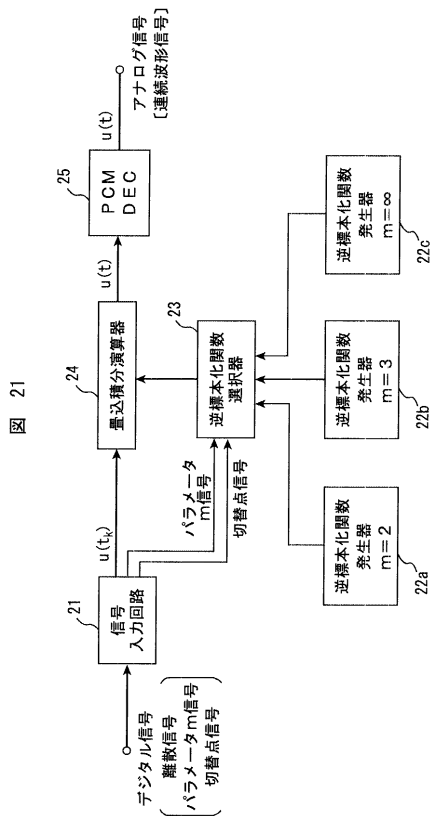 図 21
デジタル信号
離散信号
パラメータm信号
切替点信号
21
信号
入力回路
u(tk)
パラメータ
m信号
切替点信号
24
畳込積分演算器
u(t)
25
PCM
DEC
u(t)
アナログ信号
[連続波形信号]
23
逆標本化関数
選択器
逆標本化関数
発生器
m=2
22a
逆標本化関数
発生器
m=3
22b
逆標本化関数
発生器
m=∞
22c